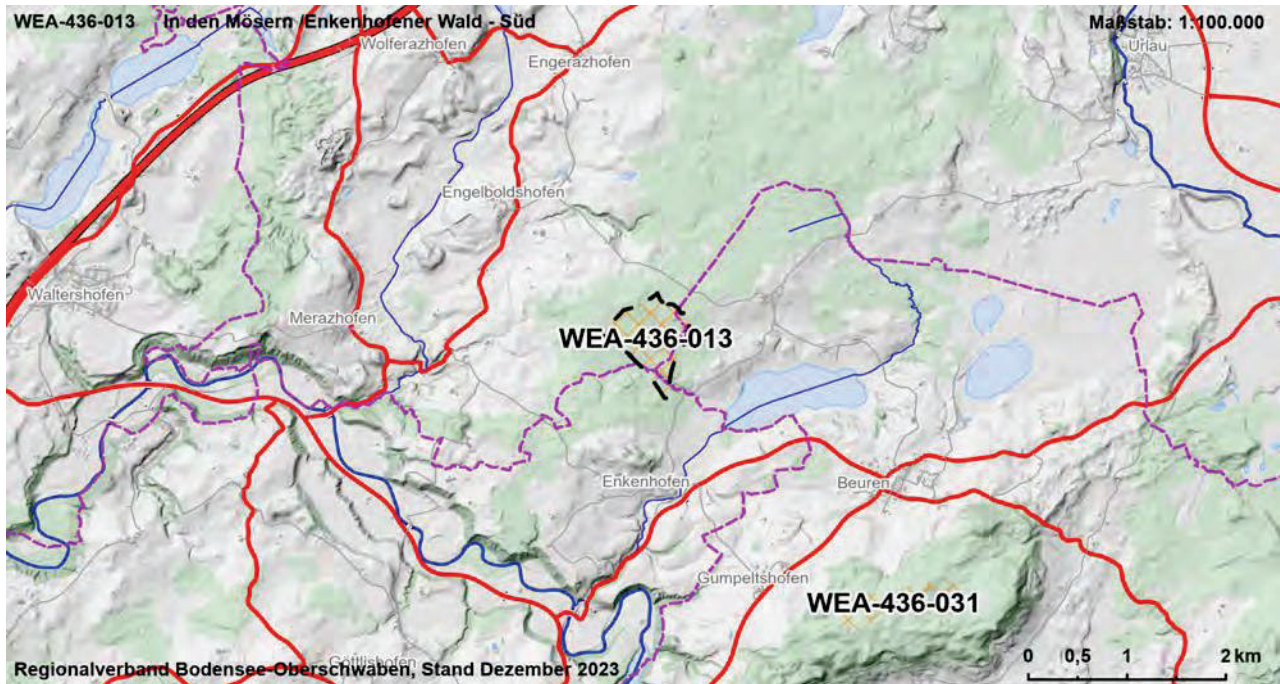 WEA-436-013 In den Mösern /Enkenhofener Wald - Süd
Maßstab: 1:100.000
Wolferazhofen
Urlau
Engerazhofen
Engelboldshofen
Waltershofen
Merazhofen
WEA-436-013
Enkenhofen
Beuren
Gumpeltshofen
WEA-436-031
Göttlishofen
Regionalverband Bodensee-Oberschwaben, Stand Dezember 2023
0 0,5 1 2 km